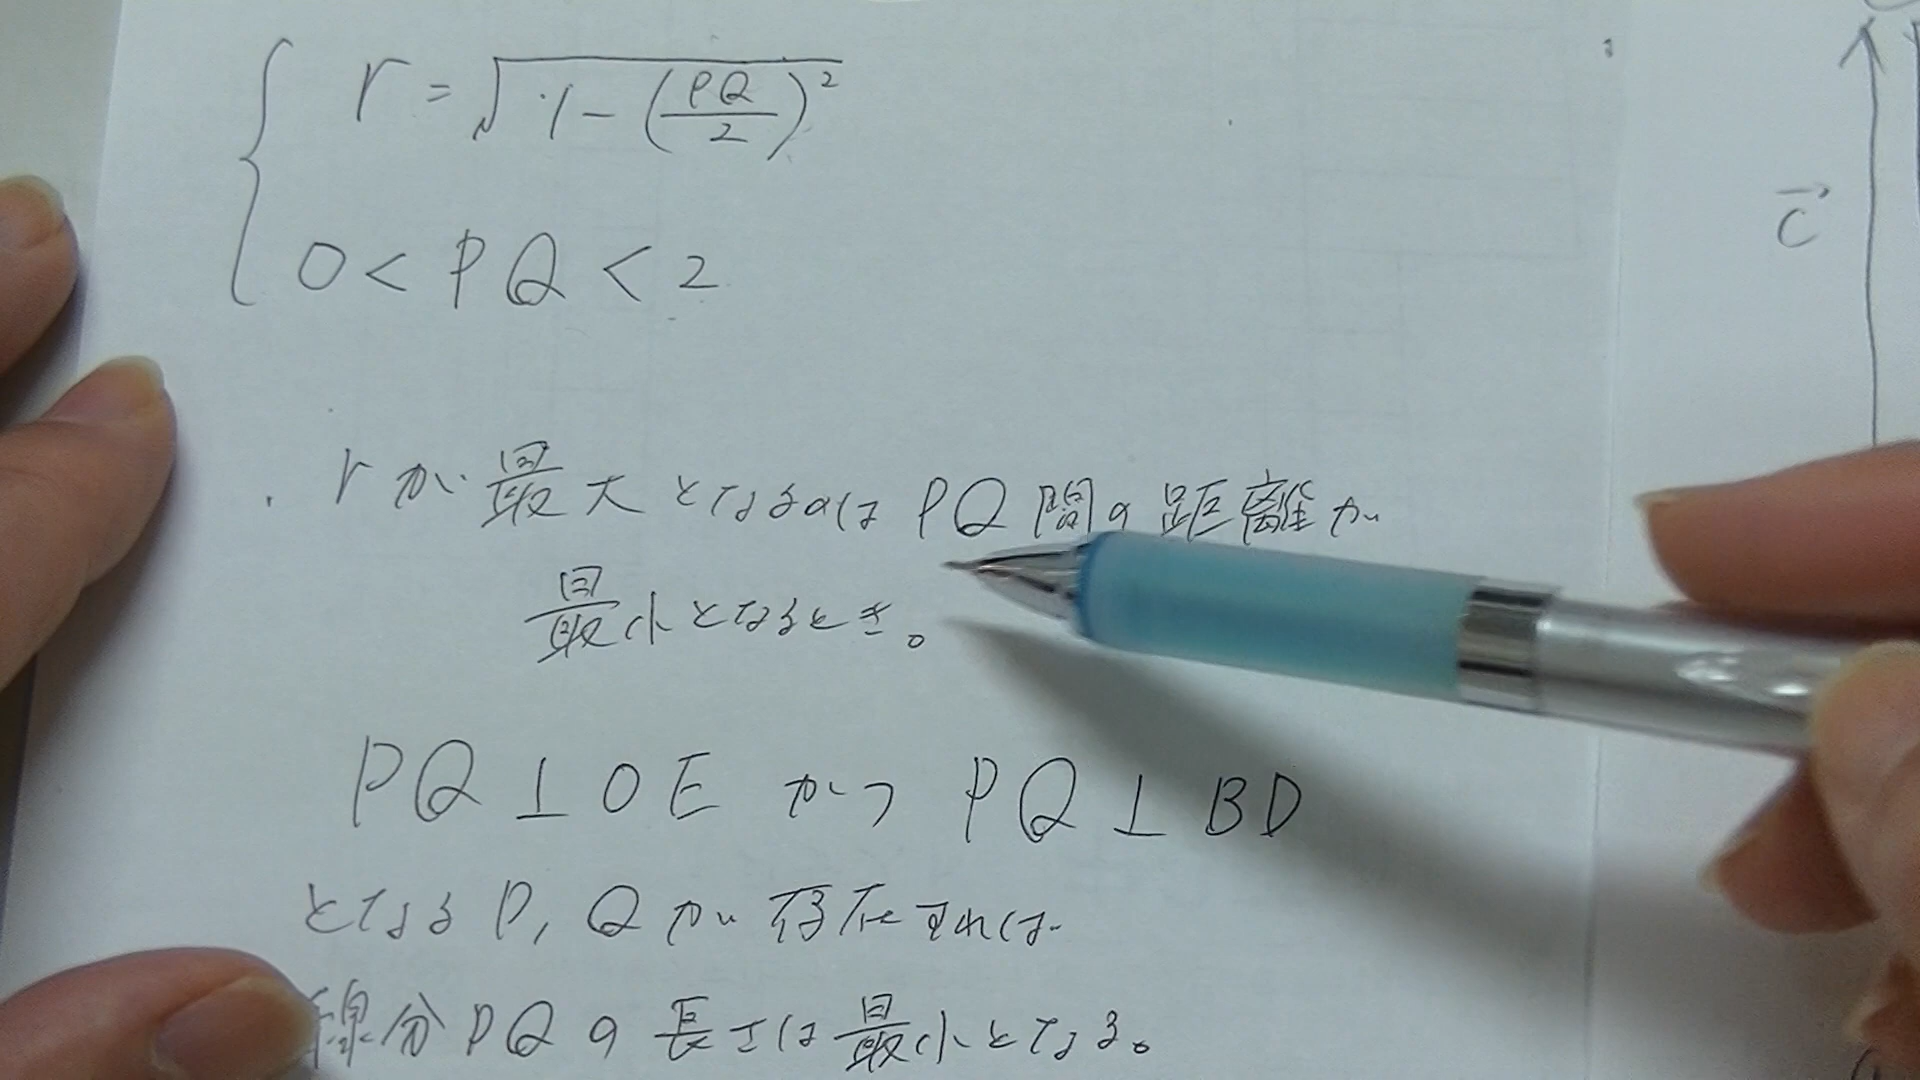 r = √(1 − (PQ/2)²)
0 < PQ < 2
c⃗
・rが最大となるのはPQ間の距離が
最小となるとき。
PQ⊥OE かつ PQ⊥BD
となるP, Qが存在すれば
線分PQの長さは最小となる。